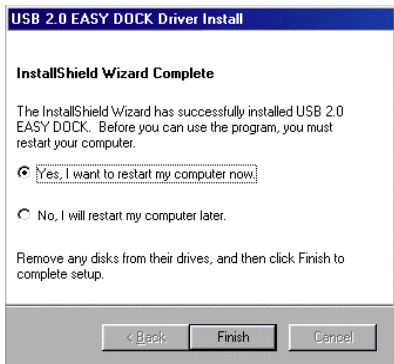 USB 2.0 EASY DOCK Driver Install
InstallShield Wizard Complete
The InstallShield Wizard has successfully installed USB 2.0
EASY DOCK. Before you can use the program, you must
restart your computer.
Yes, I want to restart my computer now.
No, I will restart my computer later.
Remove any disks from their drives, and then click Finish to
complete setup.
< Back Finish Cancel